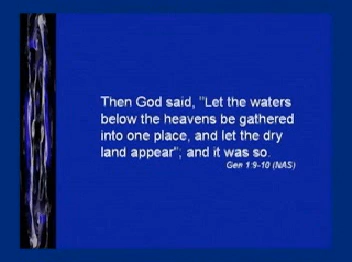 Then God said, "Let the waters
below the heavens be gathered
into one place, and let the dry
land appear"; and it was so.
Gen 1:9-10 (NAS)